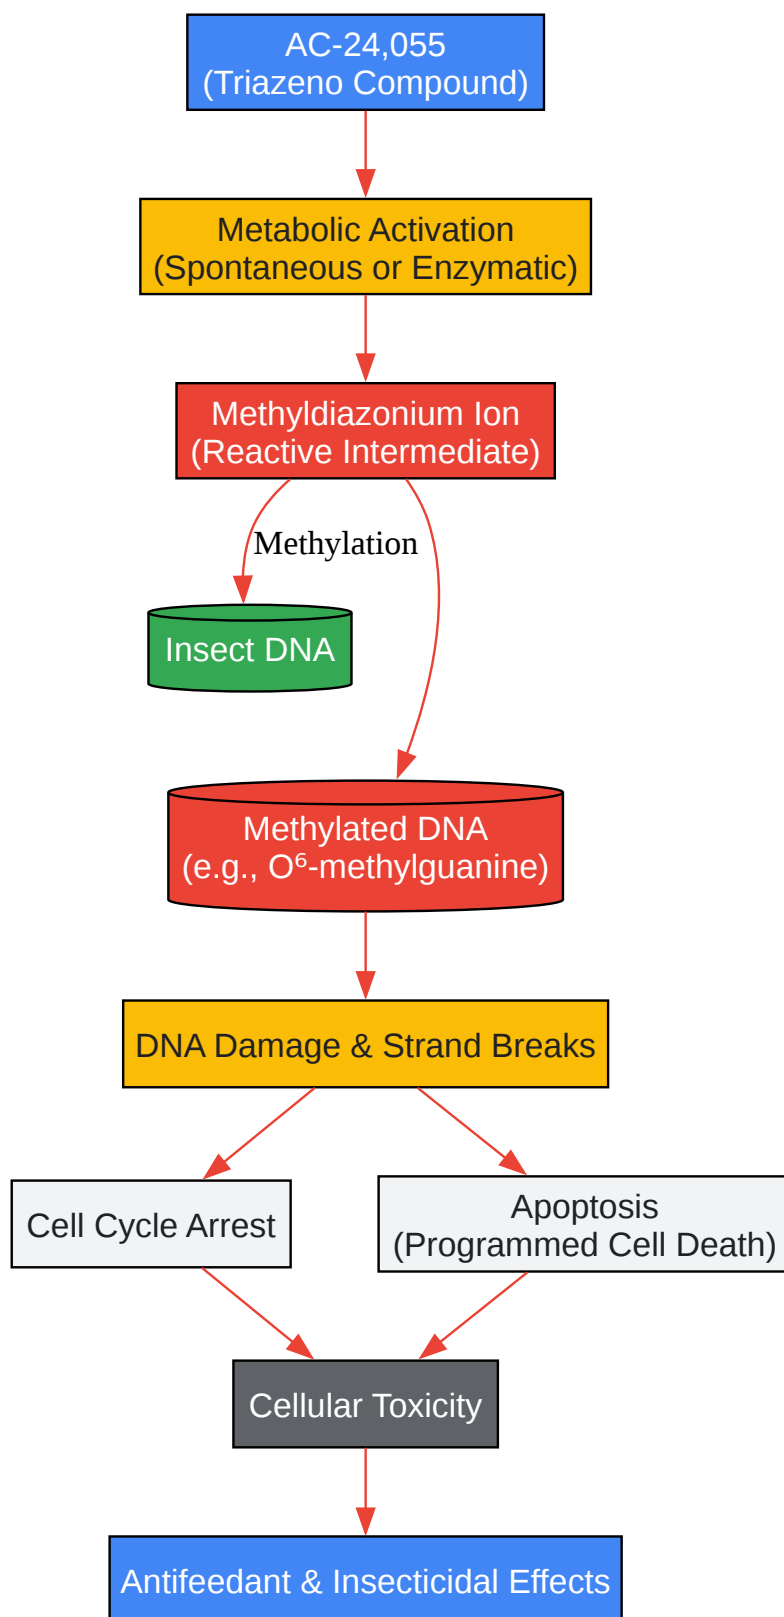 AC-24,055
(Triazeno Compound)
Metabolic Activation
(Spontaneous or Enzymatic)
Methyldiazonium Ion
(Reactive Intermediate)
Methylation
Insect DNA
Methylated DNA
(e.g., O⁶-methylguanine)
DNA Damage & Strand Breaks
Cell Cycle Arrest
Apoptosis
(Programmed Cell Death)
Cellular Toxicity
Antifeedant & Insecticidal Effects